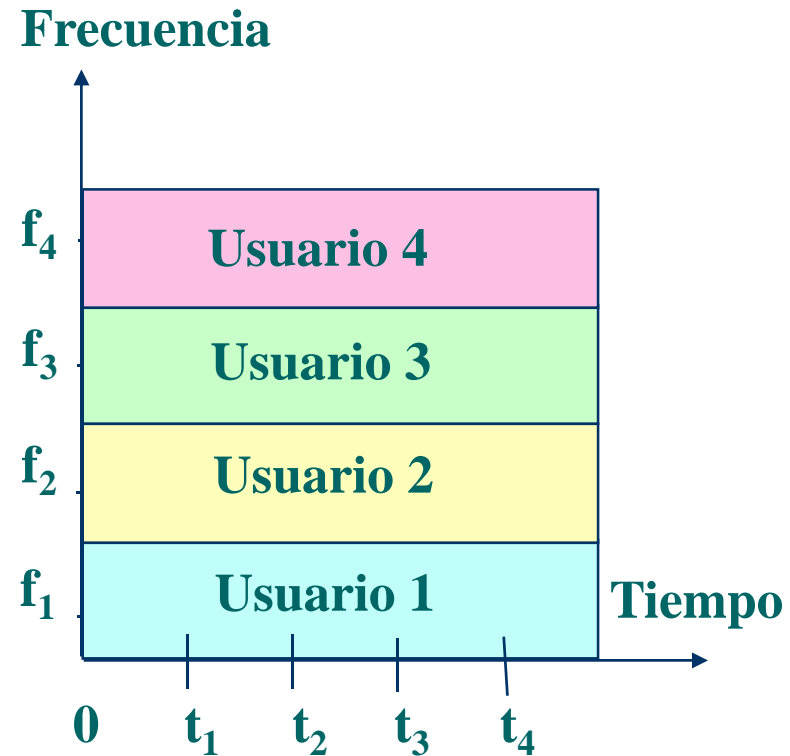 Frecuencia
f₄ Usuario 4
f₃ Usuario 3
f₂ Usuario 2
f₁ Usuario 1
Tiempo
0 t₁ t₂ t₃ t₄